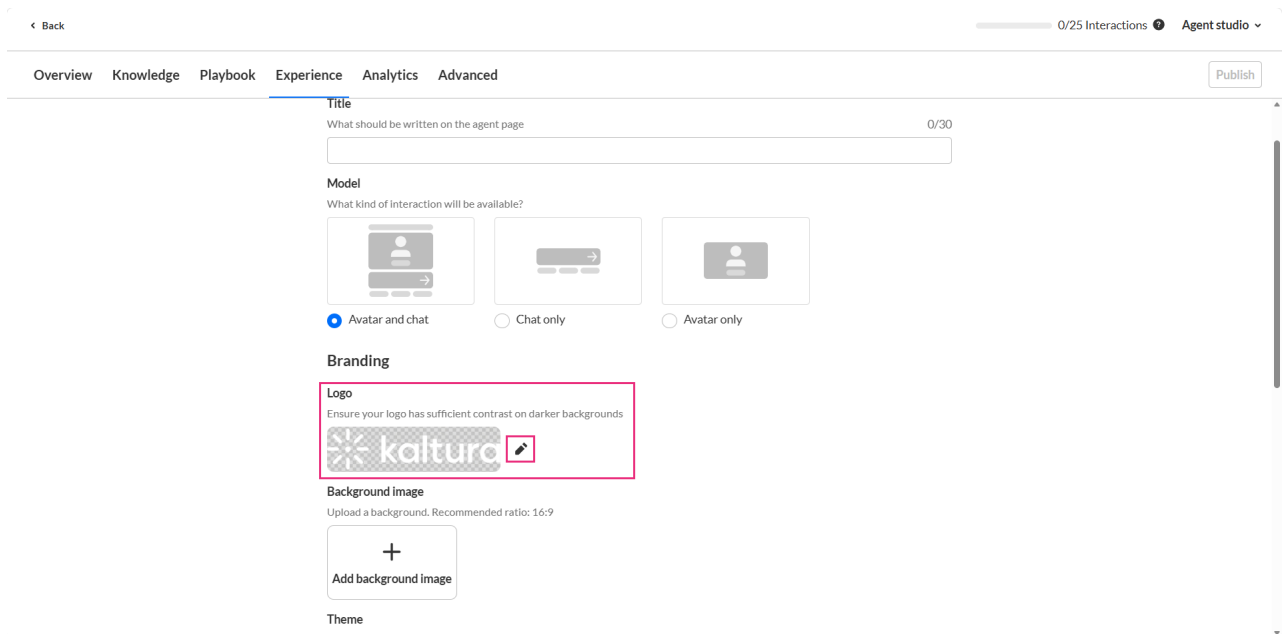 Back
0/25 Interactions ?
Agent studio
Overview Knowledge Playbook Experience Analytics Advanced
Publish
Title
What should be written on the agent page
0/30
Model
What kind of interaction will be available?
Avatar and chat
Chat only
Avatar only
Branding
Logo
Ensure your logo has sufficient contrast on darker backgrounds
kaltura
Background image
Upload a background. Recommended ratio: 16:9
Add background image
Theme